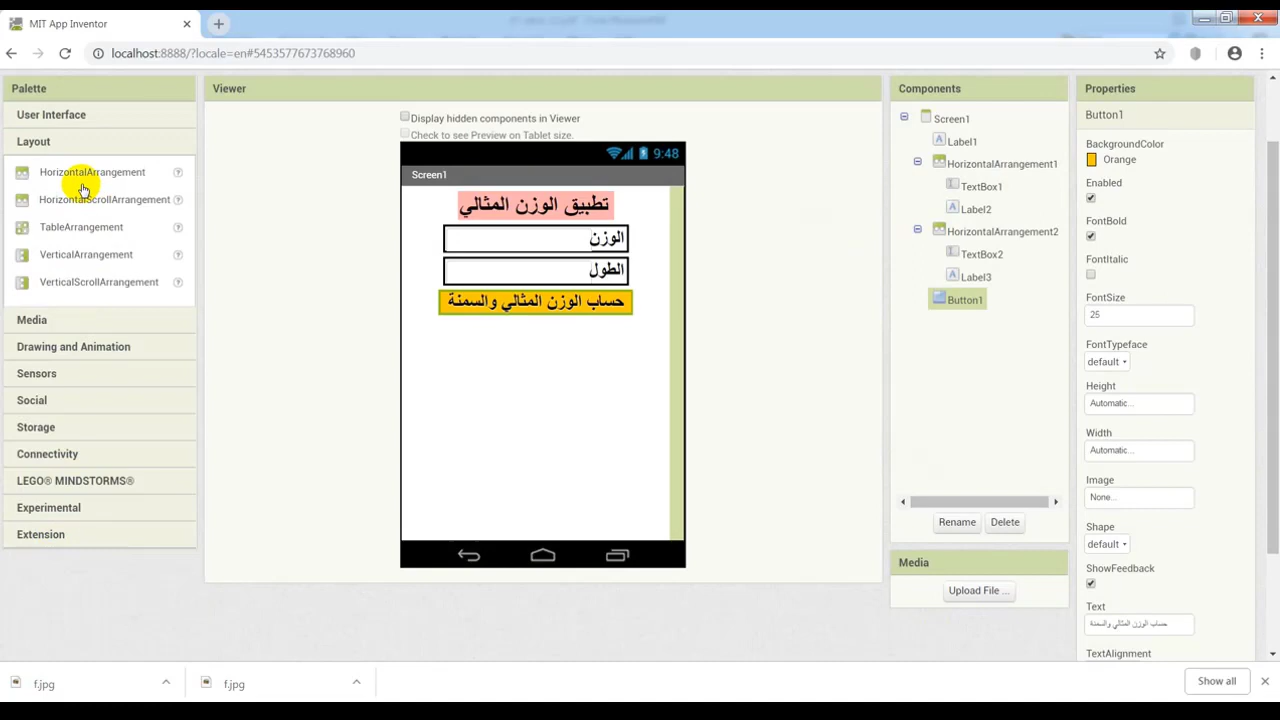 MIT App Inventor
localhost:8888/?locale=en#5453577673768960
Palette
User Interface
Layout
HorizontalArrangement
HorizontalScrollArrangement
TableArrangement
VerticalArrangement
VerticalScrollArrangement
Media
Drawing and Animation
Sensors
Social
Storage
Connectivity
LEGO® MINDSTORMS®
Experimental
Extension
Viewer
Display hidden components in Viewer
Check to see Preview on Tablet size.
9:48
Screen1
تطبيق الوزن المثالي
الوزن
الطول
حساب الوزن المثالي والسمنة
Components
Screen1
Label1
HorizontalArrangement1
TextBox1
Label2
HorizontalArrangement2
TextBox2
Label3
Button1
Rename
Delete
Media
Upload File ...
Properties
Button1
BackgroundColor
Orange
Enabled
FontBold
FontItalic
FontSize
25
FontTypeface
default
Height
Automatic...
Width
Automatic...
Image
None...
Shape
default
ShowFeedback
Text
حساب الوزن المثالي والسمنة
TextAlignment
f.jpg
f.jpg
Show all